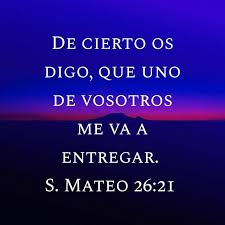 De cierto os
digo, que uno
de vosotros
me va a
entregar.
S. Mateo 26:21